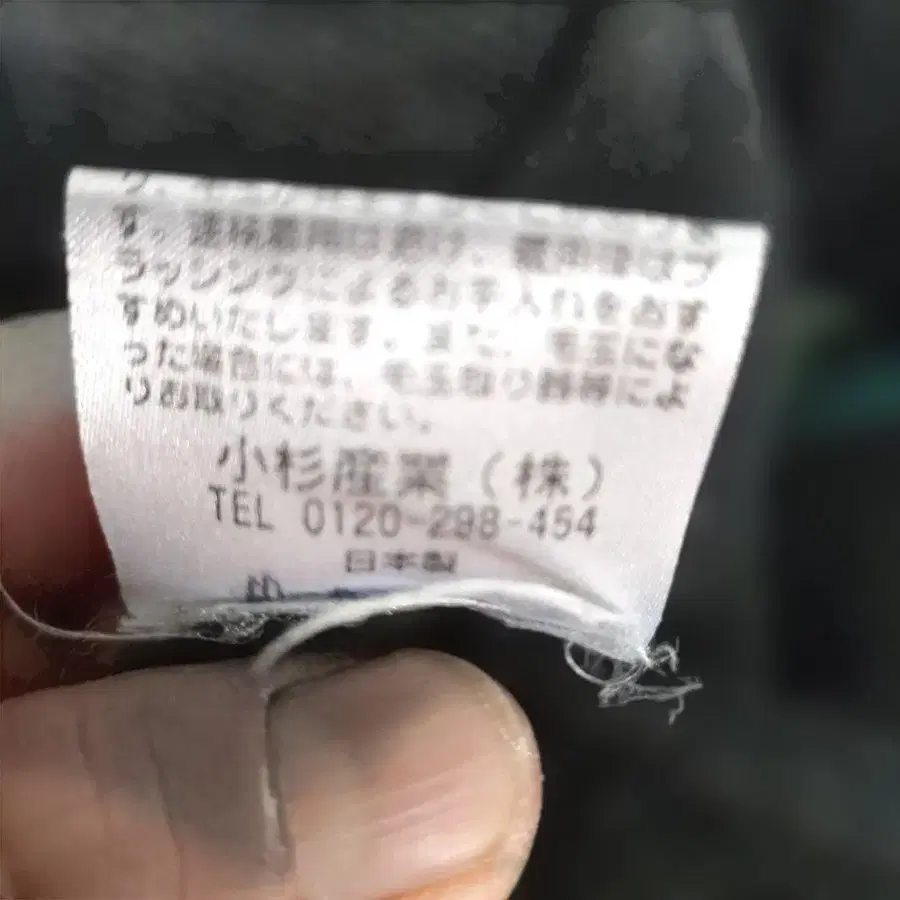 す。連続着用は避け、着用後はブ
ラッシングによるお手入れをおす
すめいたします。また、毛玉にな
った場合には、毛玉取り器等によ
りお取りください。
小杉産業（株）
TEL 0120-298-454
日本製